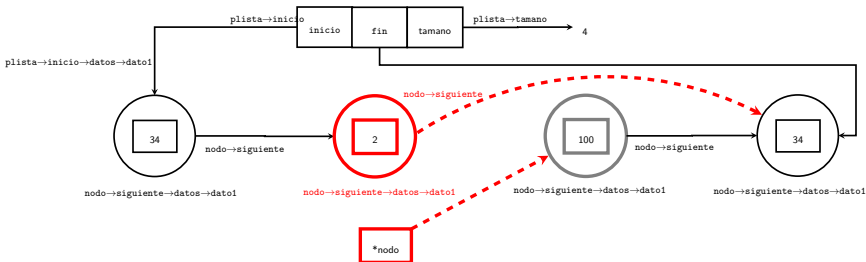 plista→inicio
plista→tamano
inicio
fin
tamano
4
plista→inicio→datos→dato1
nodo→siguiente
34
2
100
34
nodo→siguiente
nodo→siguiente
nodo→siguiente→datos→dato1
nodo→siguiente→datos→dato1
nodo→siguiente→datos→dato1
nodo→siguiente→datos→dato1
*nodo